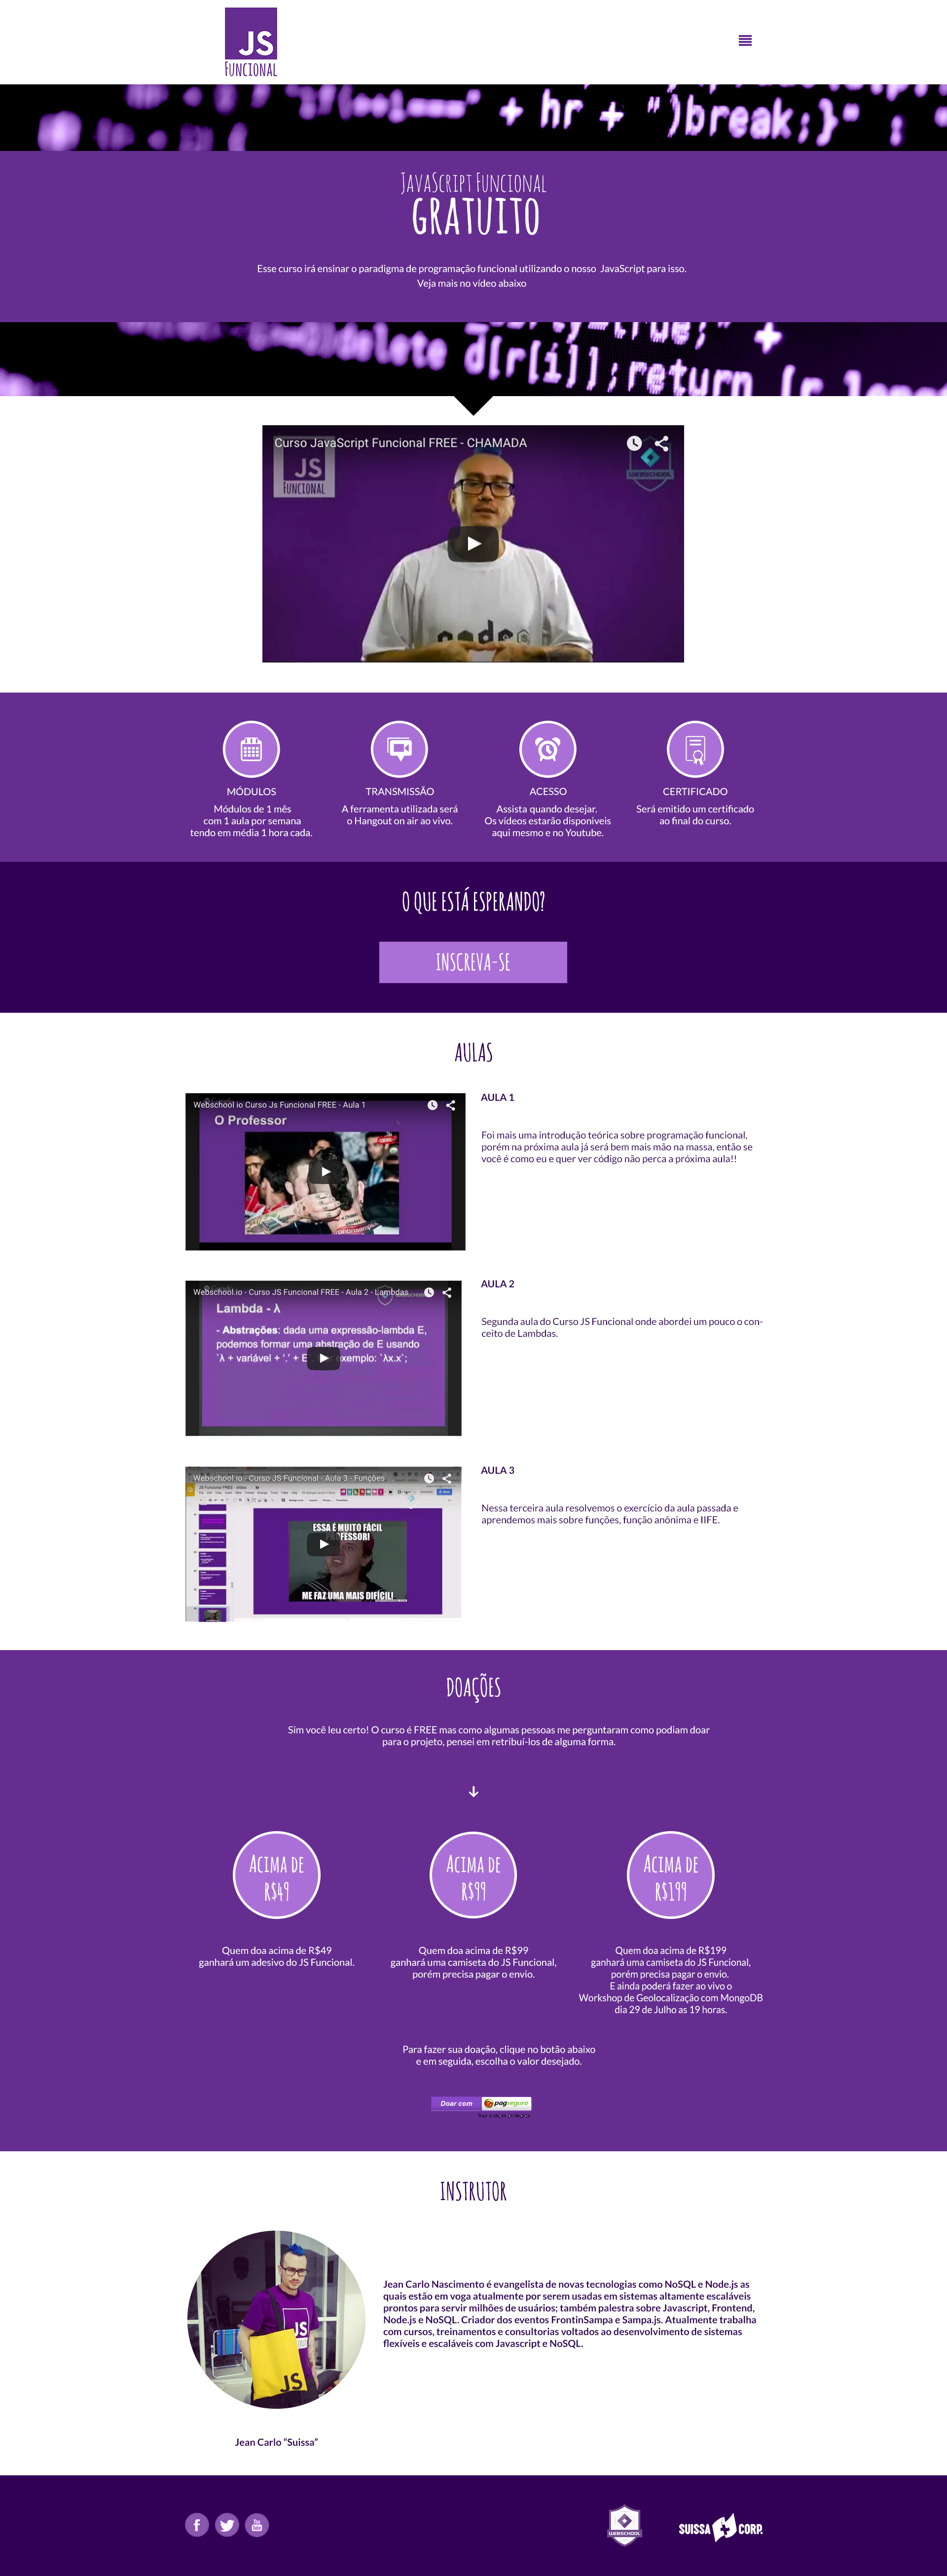 JS
FUNCIONAL
+ hr + ")break;}"
JAVASCRIPT FUNCIONAL
GRATUITO
Esse curso irá ensinar o paradigma de programação funcional utilizando o nosso JavaScript para isso.
Veja mais no vídeo abaixo
d[r[i]];return
Curso JavaScript Funcional FREE - CHAMADA
JS
FUNCIONAL
WEBSCHOOL
MÓDULOS
Módulos de 1 mês
com 1 aula por semana
tendo em média 1 hora cada.
TRANSMISSÃO
A ferramenta utilizada será
o Hangout on air ao vivo.
ACESSO
Assista quando desejar.
Os vídeos estarão disponiveis
aqui mesmo e no Youtube.
CERTIFICADO
Será emitido um certificado
ao final do curso.
O QUE ESTÁ ESPERANDO?
INSCREVA-SE
AULAS
Webschool io Curso Js Funcional FREE - Aula 1
O Professor
AULA 1
Foi mais uma introdução teórica sobre programação funcional,
porém na próxima aula já será bem mais mão na massa, então se
você é como eu e quer ver código não perca a próxima aula!!
Webschool.io - Curso JS Funcional FREE - Aula 2 - Lambdas
Lambda - λ
- Abstrações: dada uma expressão-lambda E,
podemos formar uma abstração de E usando
`λ + variável + '.' + E. exemplo: `λx.x`;
AULA 2
Segunda aula do Curso JS Funcional onde abordei um pouco o con-
ceito de Lambdas.
Webschool.io - Curso JS Funcional - Aula 3 - Funções
ESSA É MUITO FÁCIL
PROFESSOR!
ME FAZ UMA MAIS DIFÍCIL!
AULA 3
Nessa terceira aula resolvemos o exercício da aula passada e
aprendemos mais sobre funções, função anônima e IIFE.
DOAÇÕES
Sim você leu certo! O curso é FREE mas como algumas pessoas me perguntaram como podiam doar
para o projeto, pensei em retribuí-los de alguma forma.
ACIMA DE
R$49
Quem doa acima de R$49
ganhará um adesivo do JS Funcional.
ACIMA DE
R$99
Quem doa acima de R$99
ganhará uma camiseta do JS Funcional,
porém precisa pagar o envio.
ACIMA DE
R$199
Quem doa acima de R$199
ganhará uma camiseta do JS Funcional,
porém precisa pagar o envio.
E ainda poderá fazer ao vivo o
Workshop de Geolocalização com MongoDB
dia 29 de Julho as 19 horas.
Para fazer sua doação, clique no botão abaixo
e em seguida, escolha o valor desejado.
Doar com pagseguro
INSTRUTOR
JS
JS
Jean Carlo Nascimento é evangelista de novas tecnologias como NoSQL e Node.js as
quais estão em voga atualmente por serem usadas em sistemas altamente escaláveis
prontos para servir milhões de usuários; também palestra sobre Javascript, Frontend,
Node.js e NoSQL. Criador dos eventos FrontinSampa e Sampa.js. Atualmente trabalha
com cursos, treinamentos e consultorias voltados ao desenvolvimento de sistemas
flexíveis e escaláveis com Javascript e NoSQL.
Jean Carlo "Suissa"
You Tube
WEBSCHOOL
SUISSA CORP.